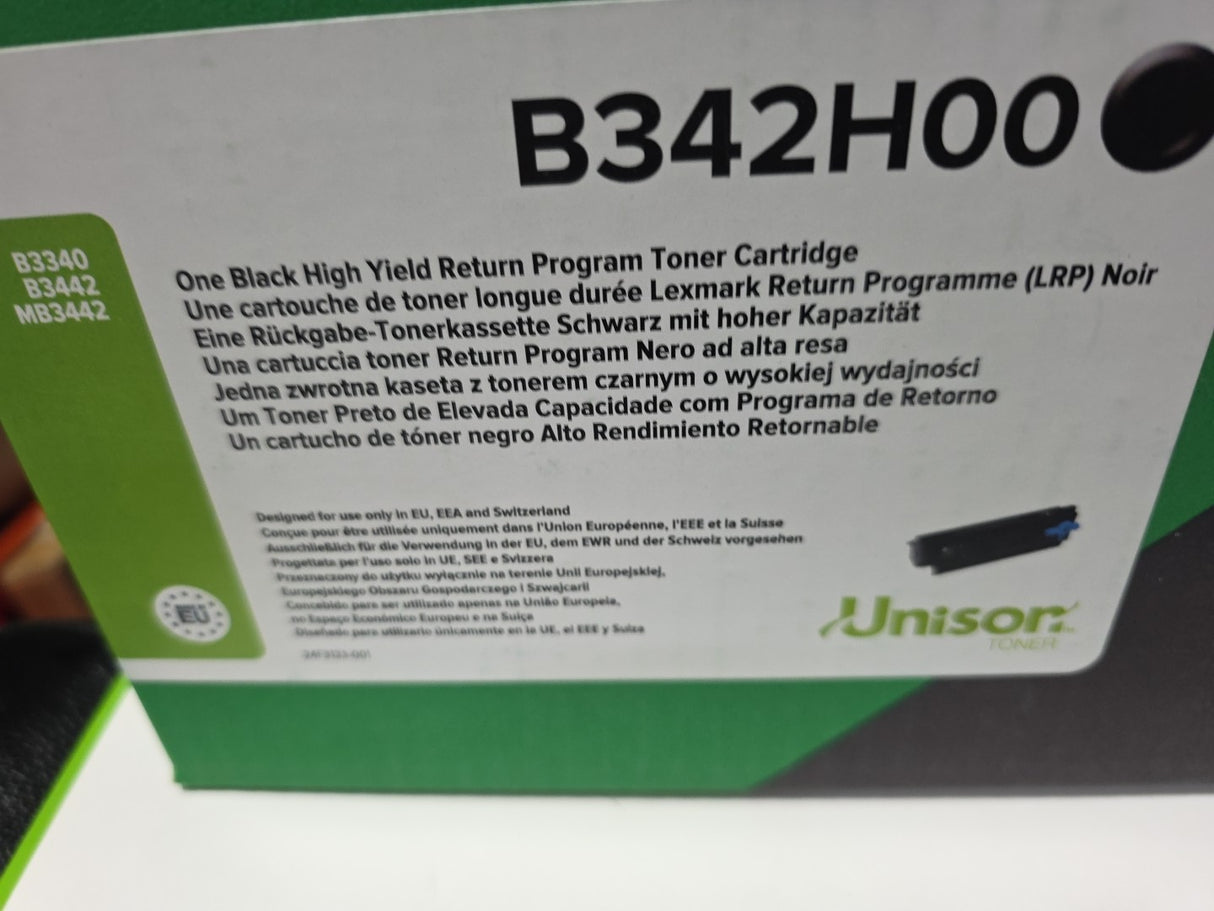 B342H00
B3340
B3442
MB3442
One Black High Yield Return Program Toner Cartridge
Une cartouche de toner longue durée Lexmark Return Programme (LRP) Noir
Eine Rückgabe-Tonerkassette Schwarz mit hoher Kapazität
Una cartuccia toner Return Program Nero ad alta resa
Jedna zwrotna kaseta z tonerem czarnym o wysokiej wydajności
Um Toner Preto de Elevada Capacidade com Programa de Retorno
Un cartucho de tóner negro Alto Rendimiento Retornable
Designed for use only in EU, EEA and Switzerland
Conçue pour être utilisée uniquement dans l'Union Européenne, l'EEE et la Suisse
Ausschließlich für die Verwendung in der EU, dem EWR und der Schweiz vorgesehen
Progettata per l'uso solo in UE, SEE e Svizzera
Przeznaczony do użytku wyłącznie na terenie Unii Europejskiej,
Europejskiego Obszaru Gospodarczego i Szwajcarii
Concebido para ser utilizado apenas na União Europeia,
no Espaço Económico Europeu e na Suíça
Diseñado para utilizarlo únicamente en la UE, el EEE y Suiza
EU
Unison
TONER